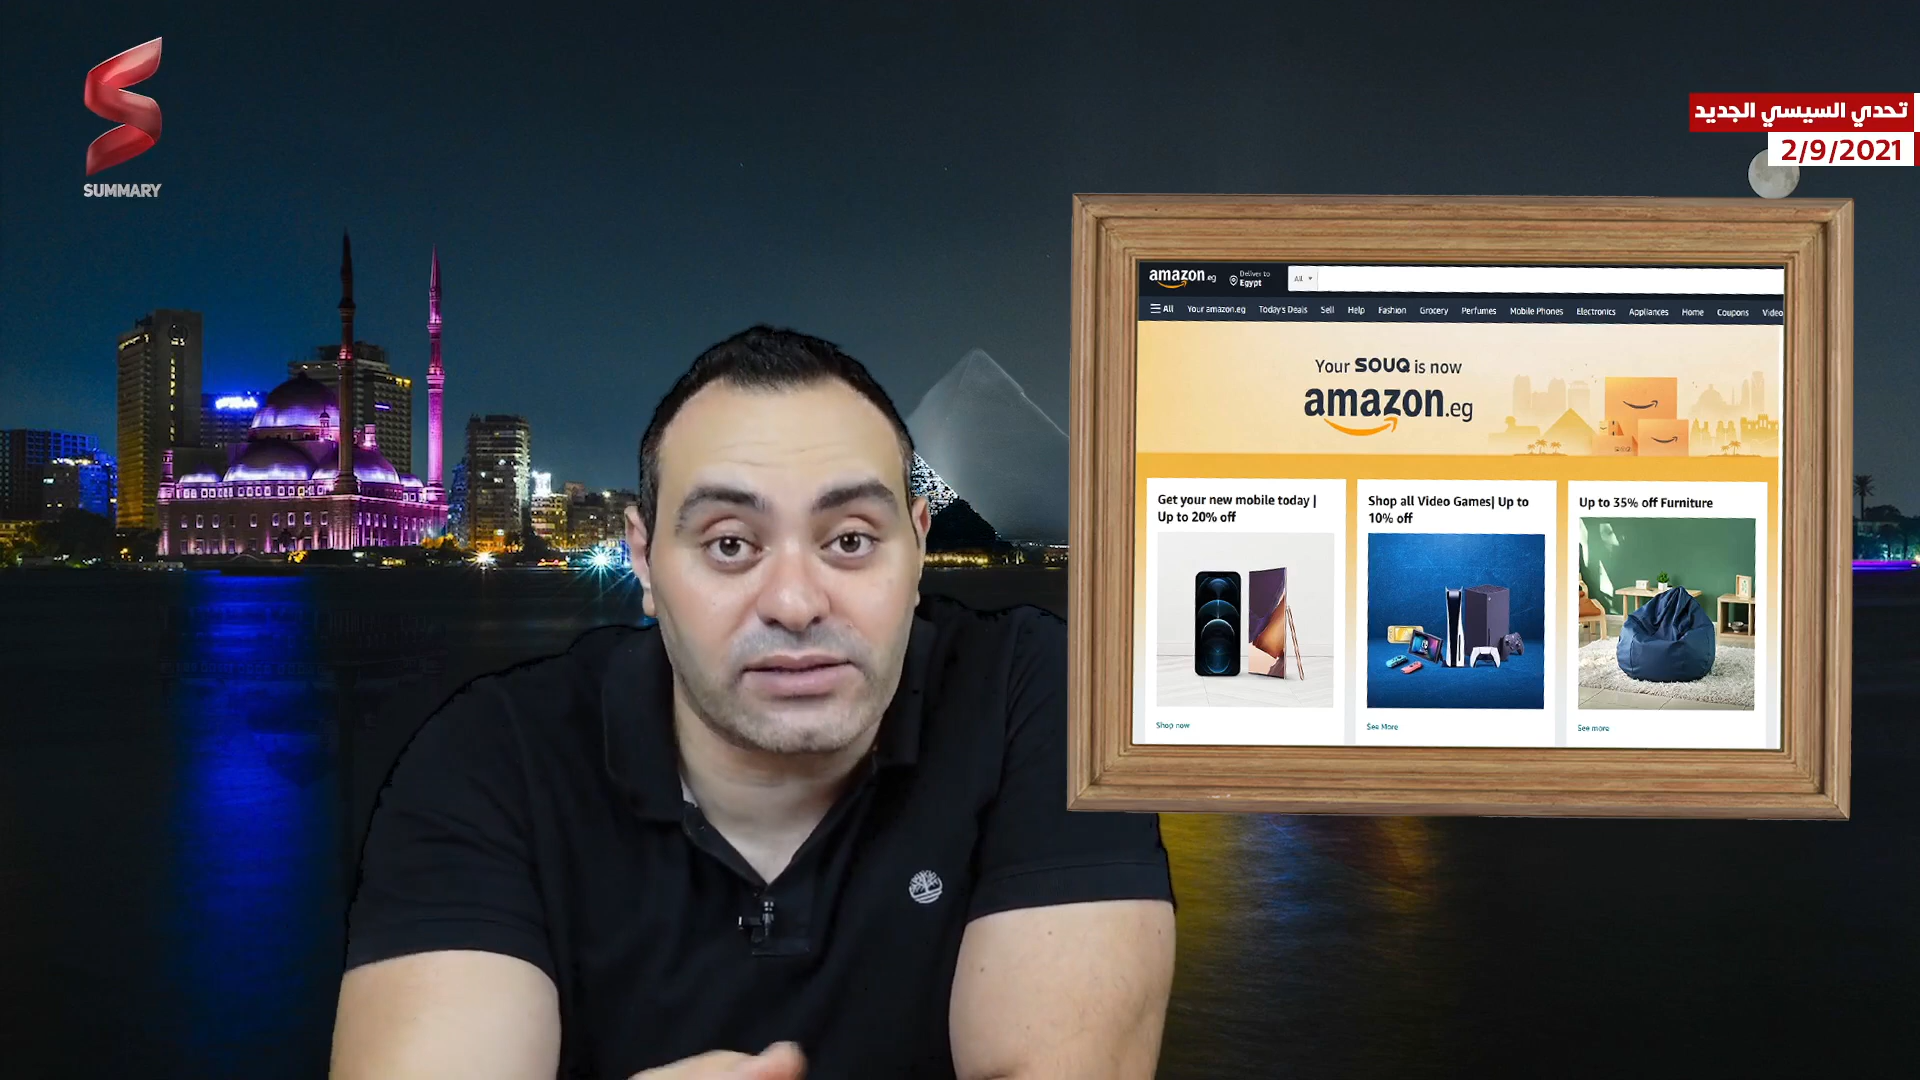 SUMMARY
تحدي السيسي الجديد
2/9/2021
amazon.eg
Deliver to
Egypt
All
All Your amazon.eg Today's Deals Sell Help Fashion Grocery Perfumes Mobile Phones Electronics Appliances Home Coupons Video
Your SOUQ is now
amazon.eg
Get your new mobile today |
Up to 20% off
Shop now
Shop all Video Games| Up to
10% off
See More
Up to 35% off Furniture
See more